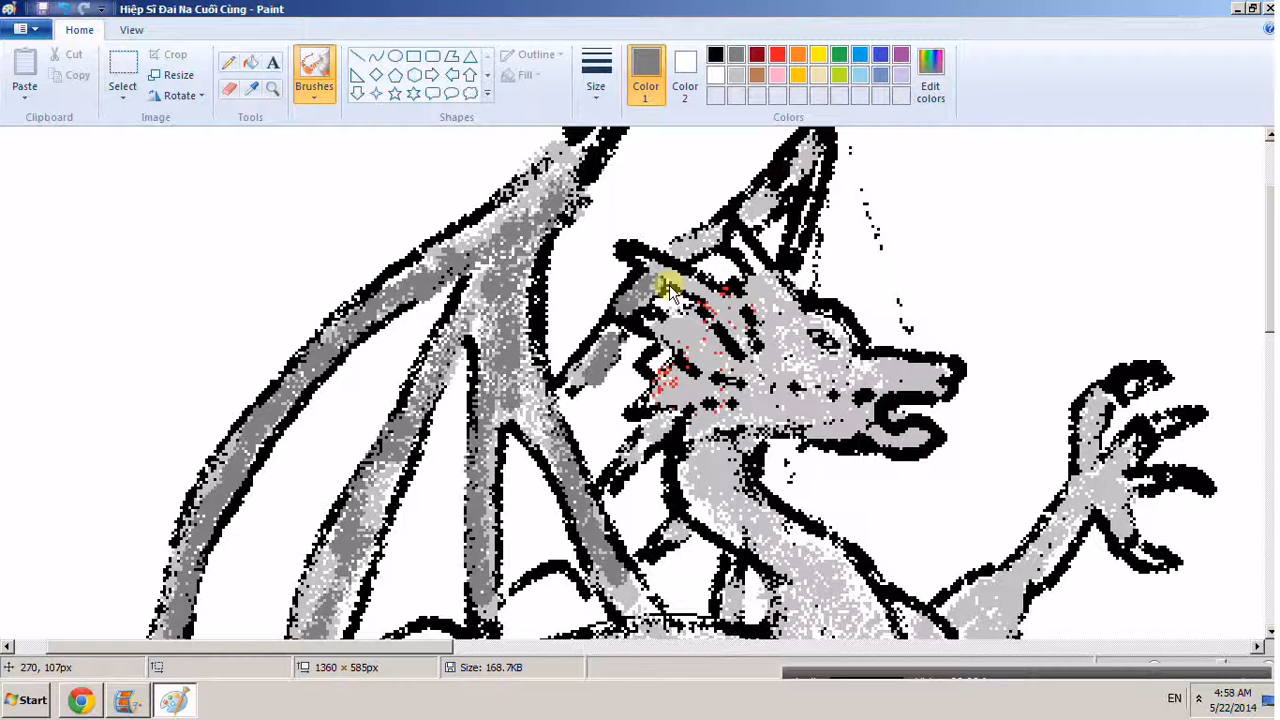 Hiệp Sĩ Đai Na Cuối Cùng - Paint
Home View
Paste
Cut
Copy
Clipboard
Select
Crop
Resize
Rotate
Image
A
Tools
Brushes
Outline
Fill
Shapes
Size
Color 1
Color 2
Edit colors
Colors
270, 107px
1360 × 585px
Size: 168.7KB
Start
EN
4:58 AM
5/22/2014